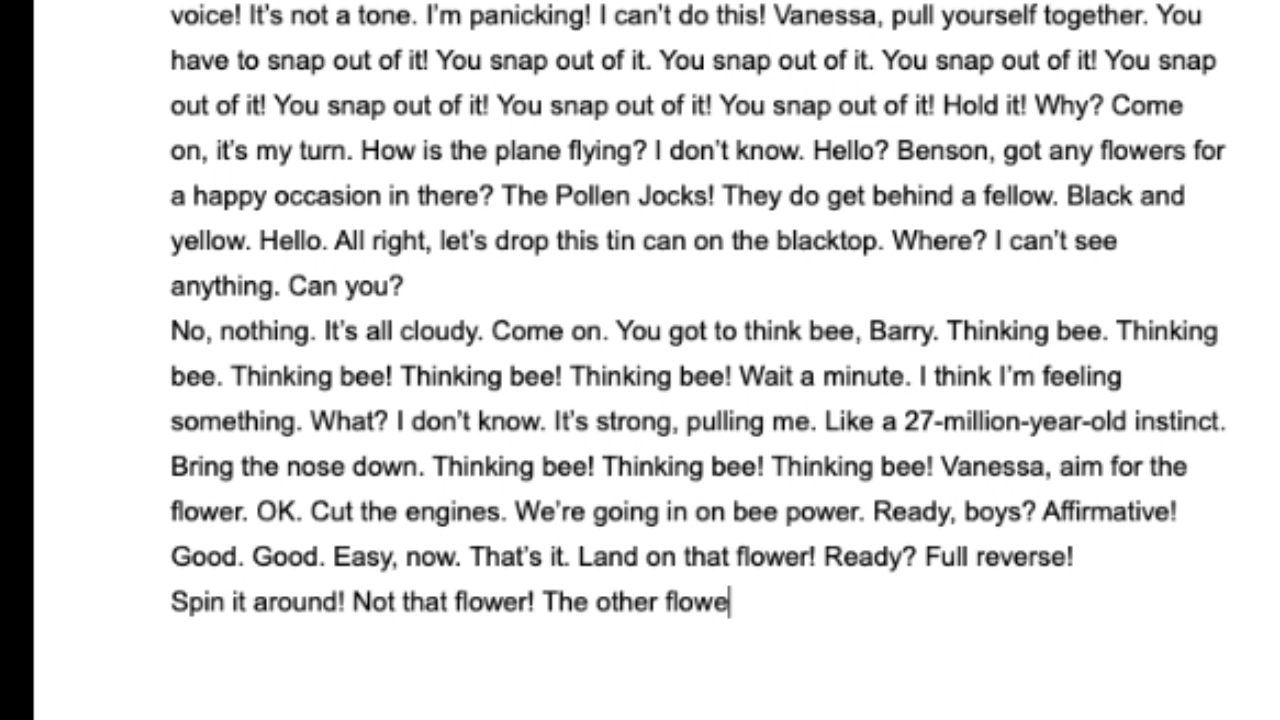 voice! It's not a tone. I'm panicking! I can't do this! Vanessa, pull yourself together. You
have to snap out of it! You snap out of it. You snap out of it. You snap out of it! You snap
out of it! You snap out of it! You snap out of it! You snap out of it! Hold it! Why? Come
on, it's my turn. How is the plane flying? I don't know. Hello? Benson, got any flowers for
a happy occasion in there? The Pollen Jocks! They do get behind a fellow. Black and
yellow. Hello. All right, let's drop this tin can on the blacktop. Where? I can't see
anything. Can you?
No, nothing. It's all cloudy. Come on. You got to think bee, Barry. Thinking bee. Thinking
bee. Thinking bee! Thinking bee! Thinking bee! Wait a minute. I think I'm feeling
something. What? I don't know. It's strong, pulling me. Like a 27-million-year-old instinct.
Bring the nose down. Thinking bee! Thinking bee! Thinking bee! Vanessa, aim for the
flower. OK. Cut the engines. We're going in on bee power. Ready, boys? Affirmative!
Good. Good. Easy, now. That's it. Land on that flower! Ready? Full reverse!
Spin it around! Not that flower! The other flowe